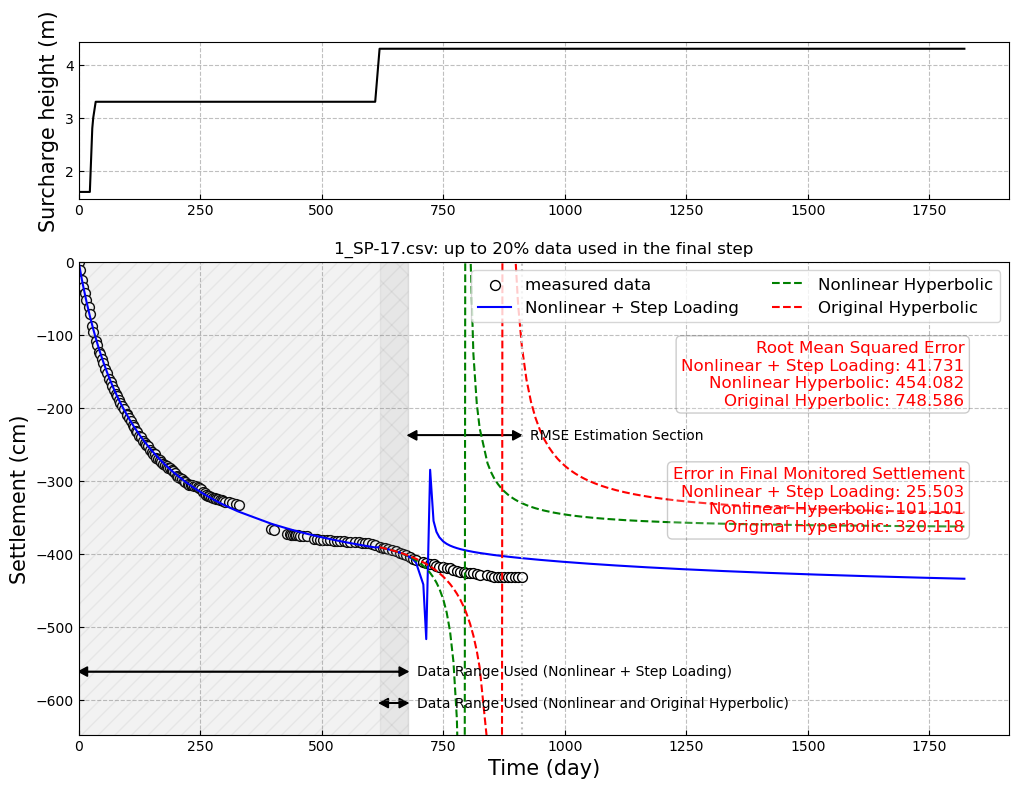 Surcharge height (m)
4
3
2
0 250 500 750 1000 1250 1500 1750
1_SP-17.csv: up to 20% data used in the final step
Settlement (cm)
0
−100
−200
−300
−400
−500
−600
measured data
Nonlinear + Step Loading
Nonlinear Hyperbolic
Original Hyperbolic
Root Mean Squared Error
Nonlinear + Step Loading: 41.731
Nonlinear Hyperbolic: 454.082
Original Hyperbolic: 748.586
RMSE Estimation Section
Error in Final Monitored Settlement
Nonlinear + Step Loading: 25.503
Nonlinear Hyperbolic: 101.101
Original Hyperbolic: 320.118
Data Range Used (Nonlinear + Step Loading)
Data Range Used (Nonlinear and Original Hyperbolic)
0 250 500 750 1000 1250 1500 1750
Time (day)